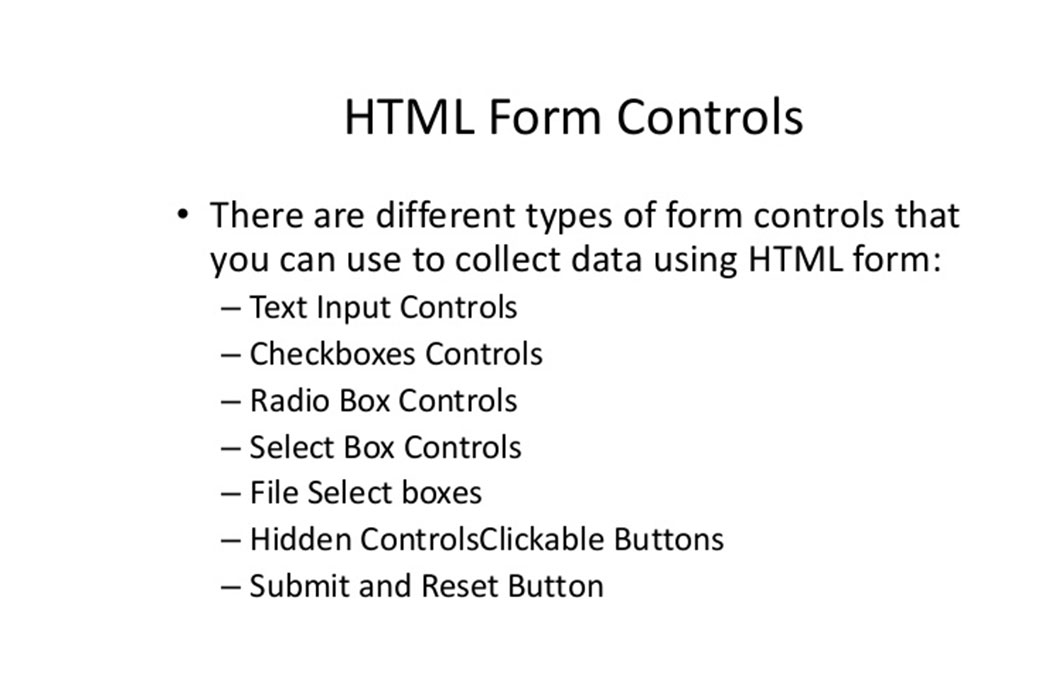 HTML Form Controls
• There are different types of form controls that
you can use to collect data using HTML form:
– Text Input Controls
– Checkboxes Controls
– Radio Box Controls
– Select Box Controls
– File Select boxes
– Hidden ControlsClickable Buttons
– Submit and Reset Button